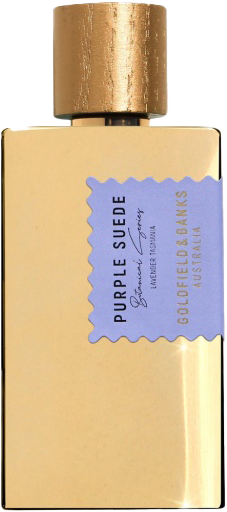 PURPLE SUEDE
Botanical Series
LAVENDER TASMANIA
GOLDFIELD & BANKS
AUSTRALIA